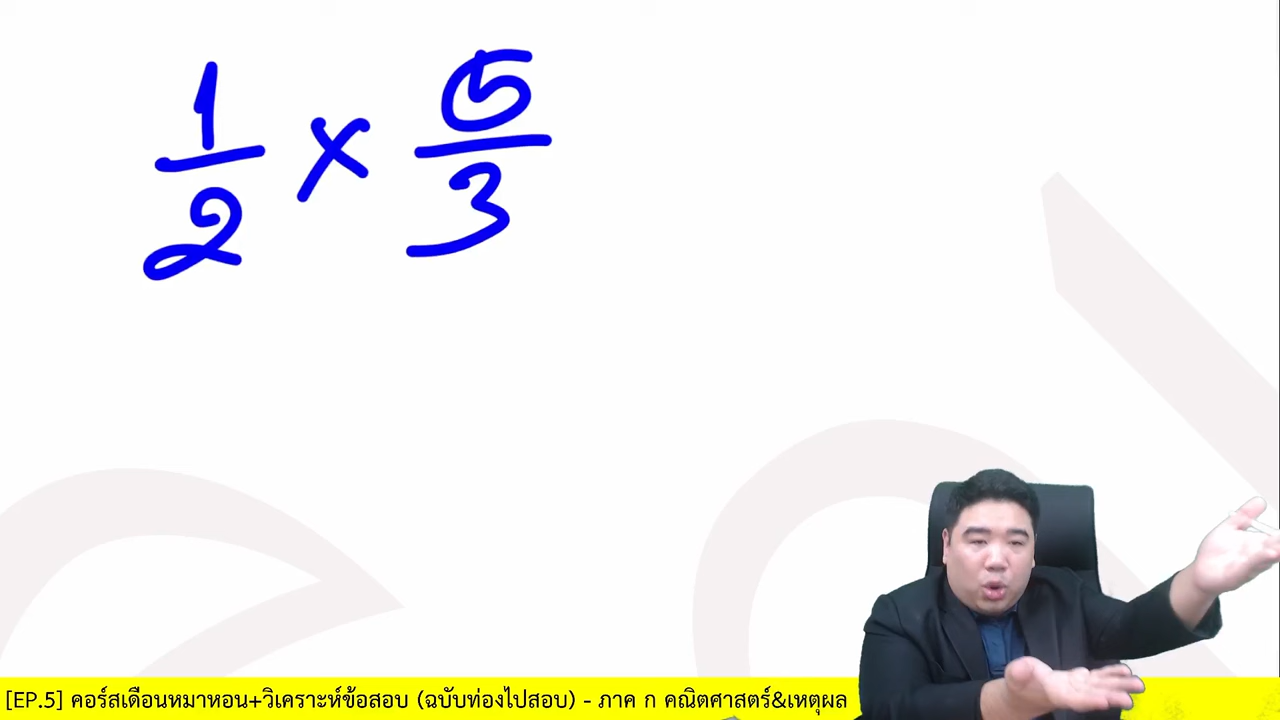 1/2 × 5/3
[EP.5] คอร์สเดือนหมาหอน+วิเคราะห์ข้อสอบ (ฉบับท่องไปสอบ) - ภาค ก คณิตศาสตร์&เหตุผล